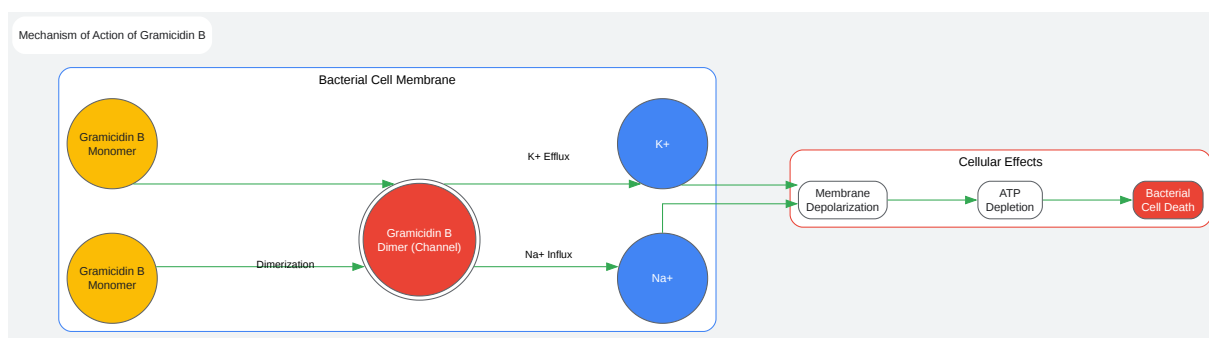 Mechanism of Action of Gramicidin B
Bacterial Cell Membrane
Gramicidin B
Monomer
K+ Efflux
K+
Gramicidin B
Dimer (Channel)
Gramicidin B
Monomer
Dimerization
Na+ Influx
Na+
Cellular Effects
Membrane
Depolarization
ATP
Depletion
Bacterial
Cell Death